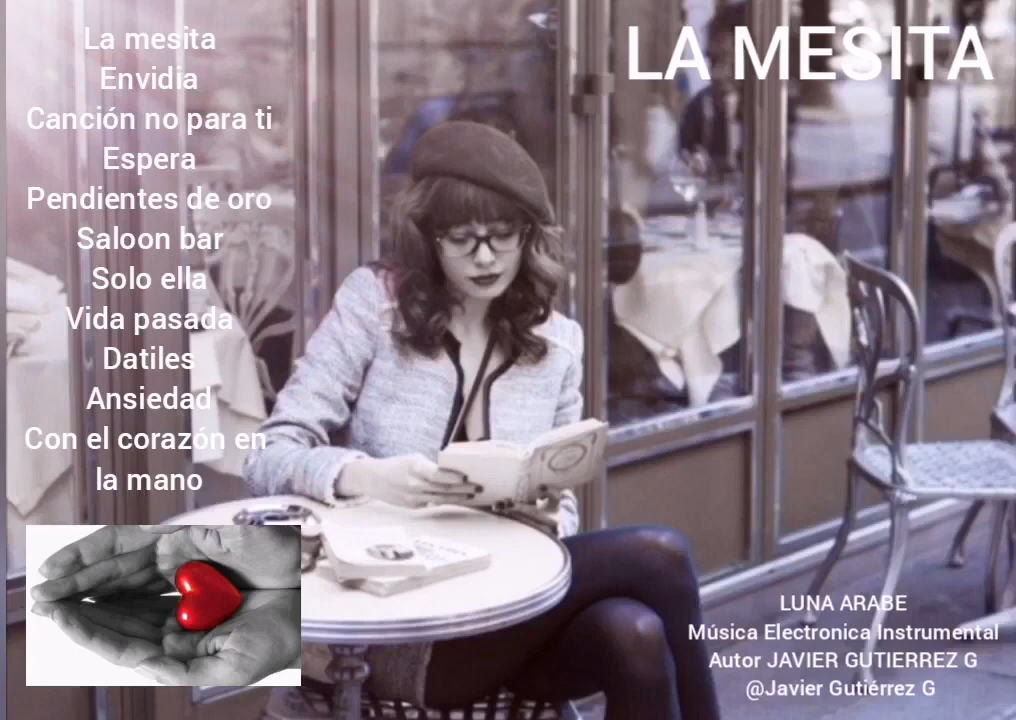 La mesita
Envidia
Canción no para ti
Espera
Pendientes de oro
Saloon bar
Solo ella
Vida pasada
Datiles
Ansiedad
Con el corazón en
la mano
LA MESITA
LUNA ARABE
Música Electronica Instrumental
Autor JAVIER GUTIERREZ G
@Javier Gutiérrez G